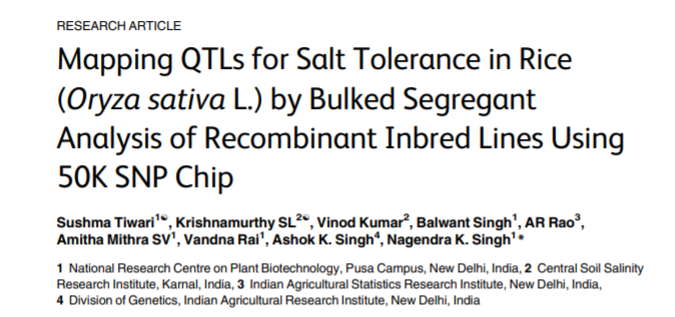 RESEARCH ARTICLE
Mapping QTLs for Salt Tolerance in Rice
(Oryza sativa L.) by Bulked Segregant
Analysis of Recombinant Inbred Lines Using
50K SNP Chip
Sushma Tiwari¹☯, Krishnamurthy SL²☯, Vinod Kumar², Balwant Singh¹, AR Rao³,
Amitha Mithra SV¹, Vandna Rai¹, Ashok K. Singh⁴, Nagendra K. Singh¹*
1 National Research Centre on Plant Biotechnology, Pusa Campus, New Delhi, India, 2 Central Soil Salinity
Research Institute, Karnal, India, 3 Indian Agricultural Statistics Research Institute, New Delhi, India,
4 Division of Genetics, Indian Agricultural Research Institute, New Delhi, India